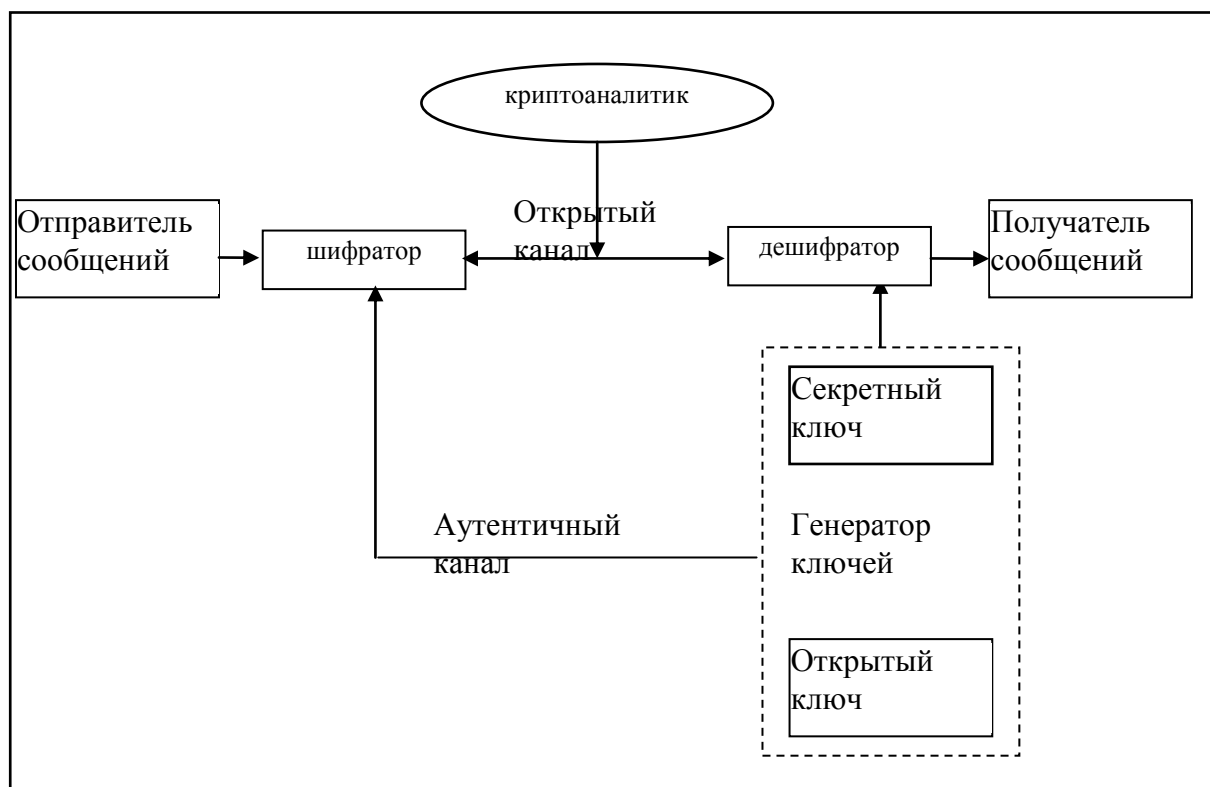 криптоаналитик
Отправитель
сообщений
шифратор
Открытый
канал
дешифратор
Получатель
сообщений
Секретный
ключ
Аутентичный
канал
Генератор
ключей
Открытый
ключ